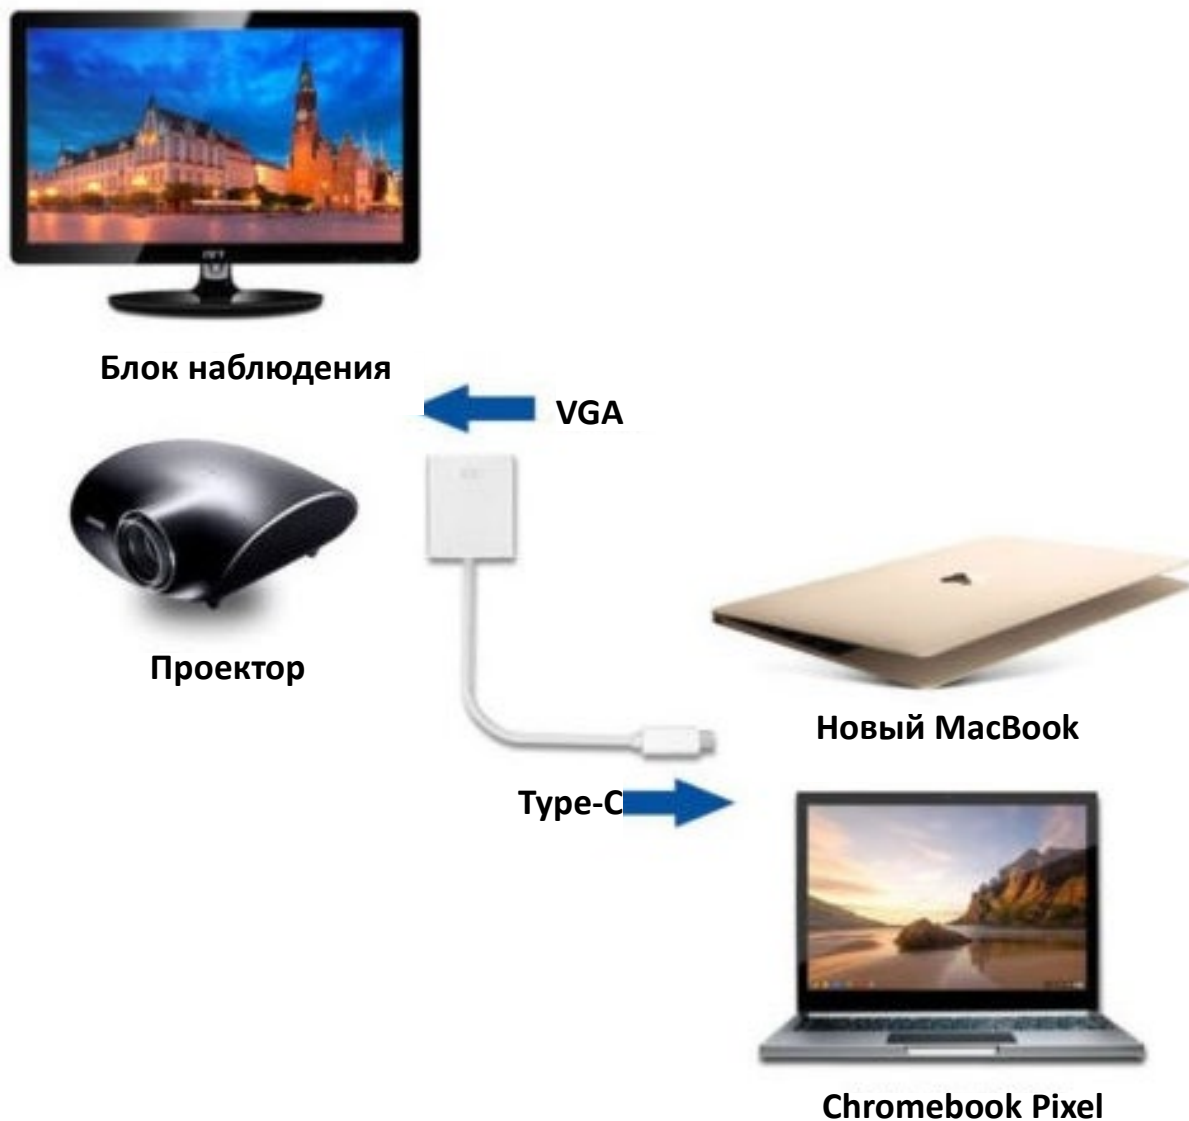 Блок наблюдения
VGA
Проектор
Новый MacBook
Type-C
Chromebook Pixel